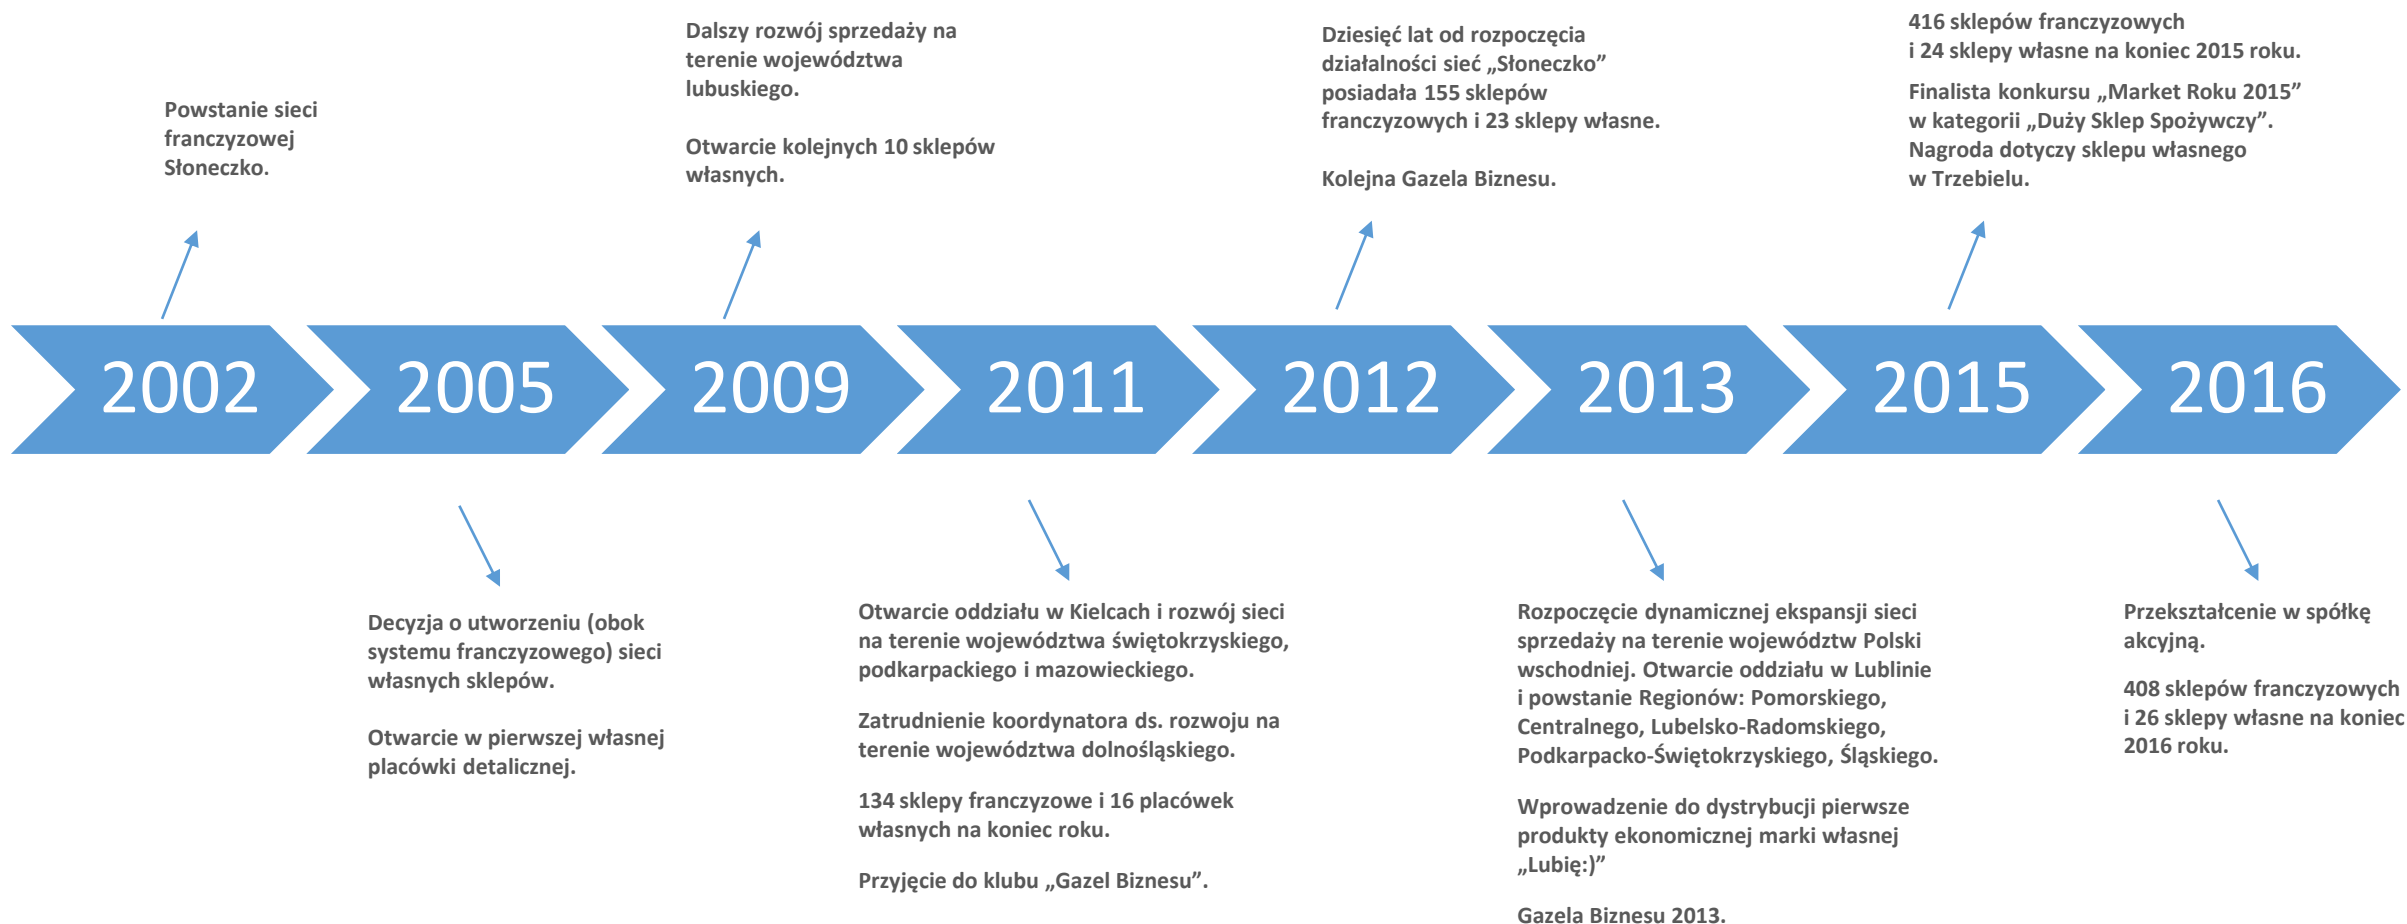 Powstanie sieci
franczyzowej
Słoneczko.
Dalszy rozwój sprzedaży na
terenie województwa
lubuskiego.
Otwarcie kolejnych 10 sklepów
własnych.
Dziesięć lat od rozpoczęcia
działalności sieć „Słoneczko”
posiadała 155 sklepów
franczyzowych i 23 sklepy własne.
Kolejna Gazela Biznesu.
416 sklepów franczyzowych
i 24 sklepy własne na koniec 2015 roku.
Finalista konkursu „Market Roku 2015”
w kategorii „Duży Sklep Spożywczy”.
Nagroda dotyczy sklepu własnego
w Trzebielu.
2002
2005
2009
2011
2012
2013
2015
2016
Decyzja o utworzeniu (obok
systemu franczyzowego) sieci
własnych sklepów.
Otwarcie w pierwszej własnej
placówki detalicznej.
Otwarcie oddziału w Kielcach i rozwój sieci
na terenie województwa świętokrzyskiego,
podkarpackiego i mazowieckiego.
Zatrudnienie koordynatora ds. rozwoju na
terenie województwa dolnośląskiego.
134 sklepy franczyzowe i 16 placówek
własnych na koniec roku.
Przyjęcie do klubu „Gazel Biznesu”.
Rozpoczęcie dynamicznej ekspansji sieci
sprzedaży na terenie województw Polski
wschodniej. Otwarcie oddziału w Lublinie
i powstanie Regionów: Pomorskiego,
Centralnego, Lubelsko-Radomskiego,
Podkarpacko-Świętokrzyskiego, Śląskiego.
Wprowadzenie do dystrybucji pierwsze
produkty ekonomicznej marki własnej
„Lubię:)”
Gazela Biznesu 2013.
Przekształcenie w spółkę
akcyjną.
408 sklepów franczyzowych
i 26 sklepy własne na koniec
2016 roku.